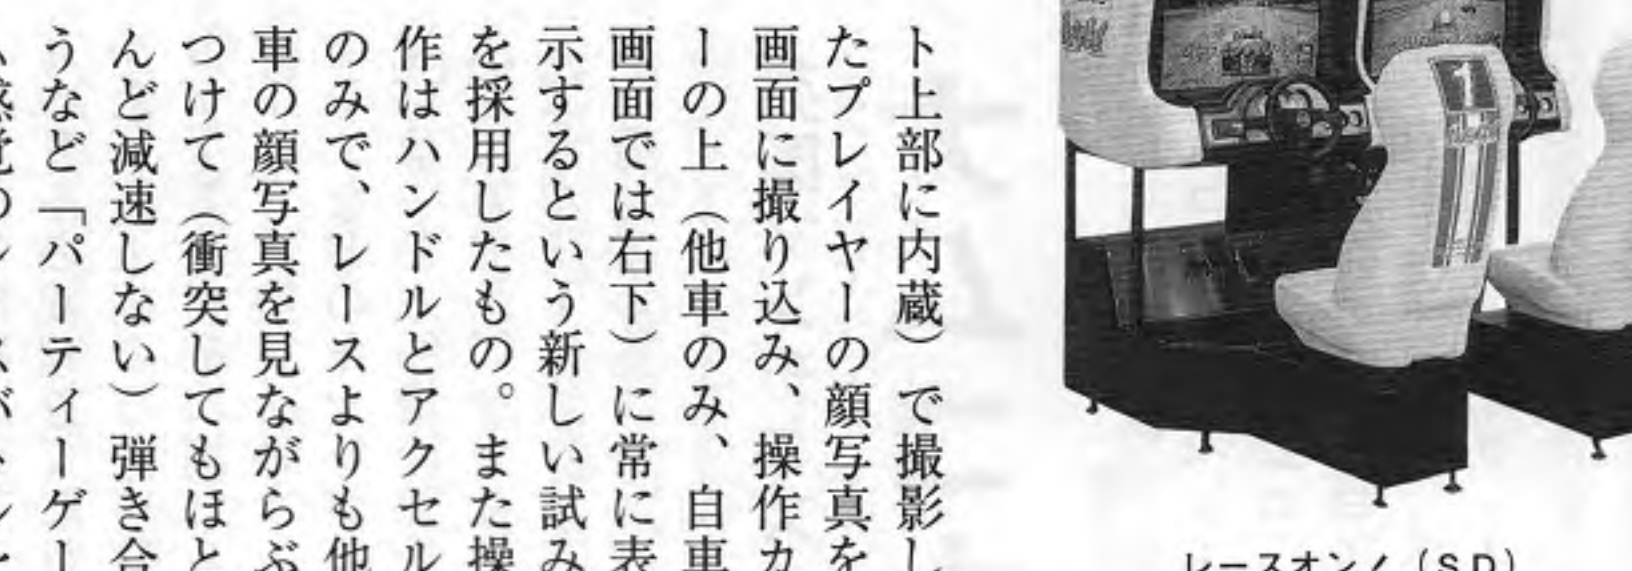 ト上部に内蔵）で撮影し
たプレイヤーの顔写真を
画面に撮り込み、操作カ
ーの上（他車のみ、自車
画面では右下）に常に表
示するという新しい試み
を採用したもの。また操
作はハンドルとアクセル
のみで、レースよりも他
車の顔写真を見ながらぶ
つけて（衝突してもほと
んど減速しない）弾き合
うなど「パーティーゲー
レースオン！（ＳＤ）
1